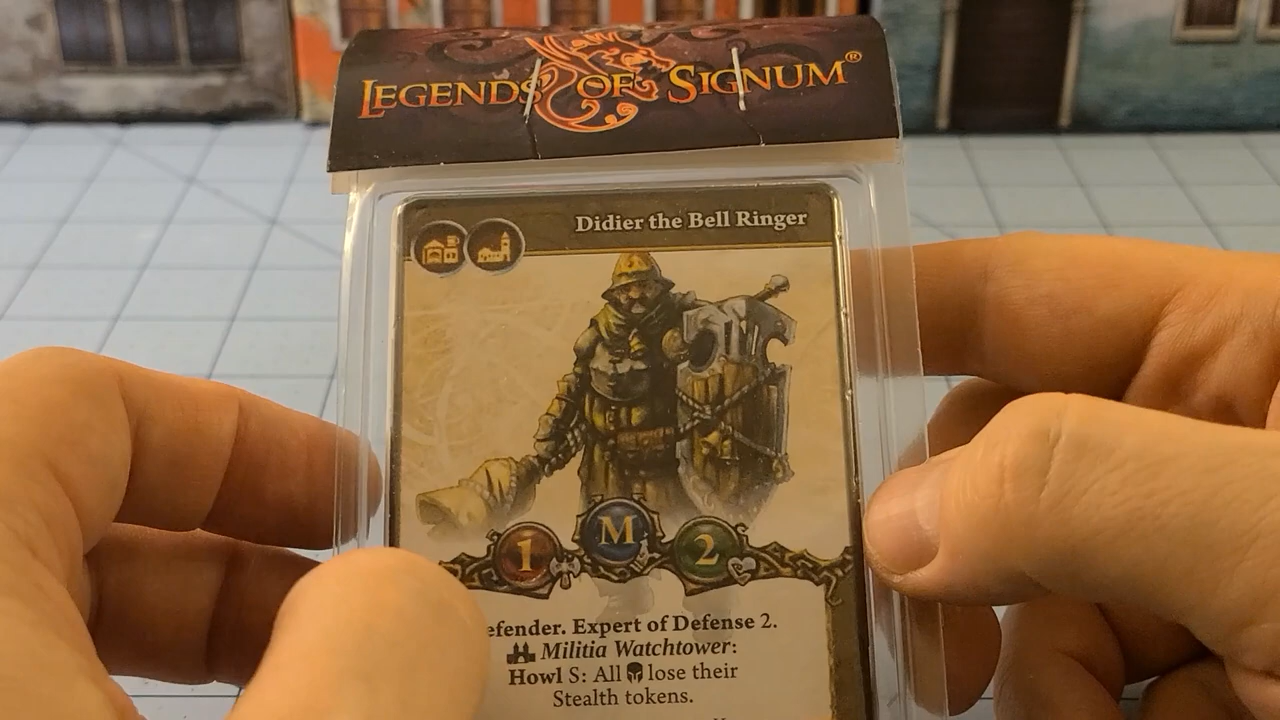 LEGENDS OF SIGNUM®
Didier the Bell Ringer
1 M 2
efender. Expert of Defense 2.
Militia Watchtower:
Howl S: All lose their
Stealth tokens.